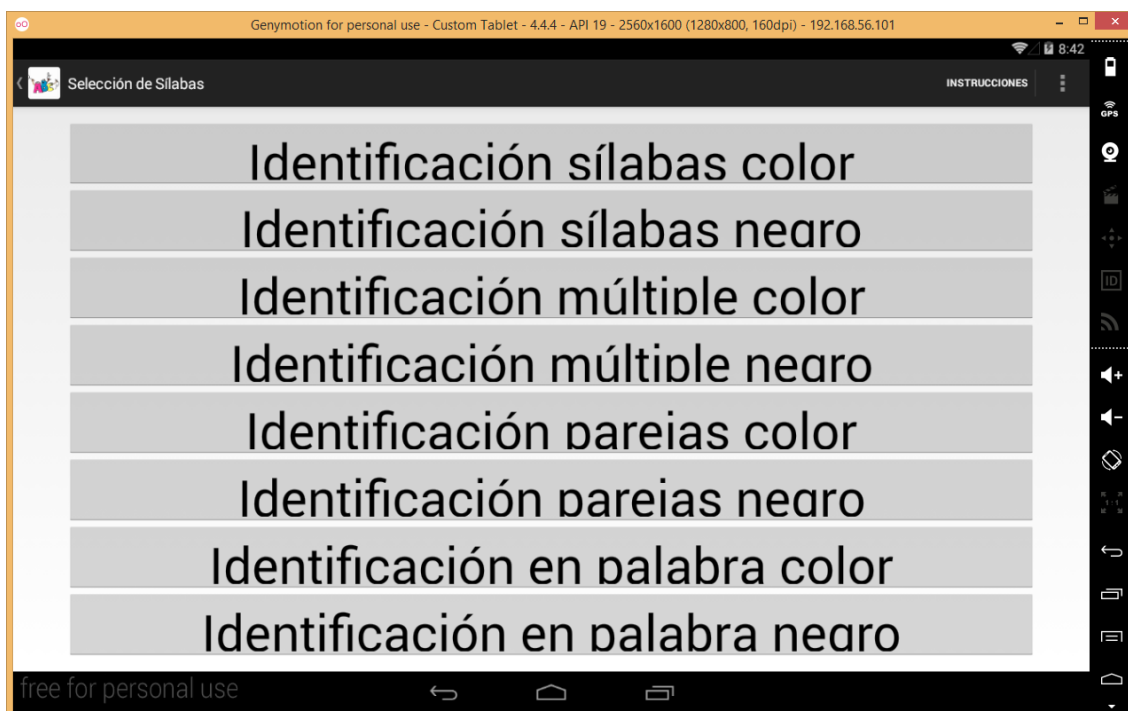 Genymotion for personal use - Custom Tablet - 4.4.4 - API 19 - 2560x1600 (1280x800, 160dpi) - 192.168.56.101
8:42
Selección de Sílabas
INSTRUCCIONES
GPS
Identificación sílabas color
Identificación sílabas negro
Identificación múltiple color
ID
Identificación múltiple negro
Identificación parejas color
Identificación parejas negro
1:1
Identificación en palabra color
Identificación en palabra negro
free for personal use